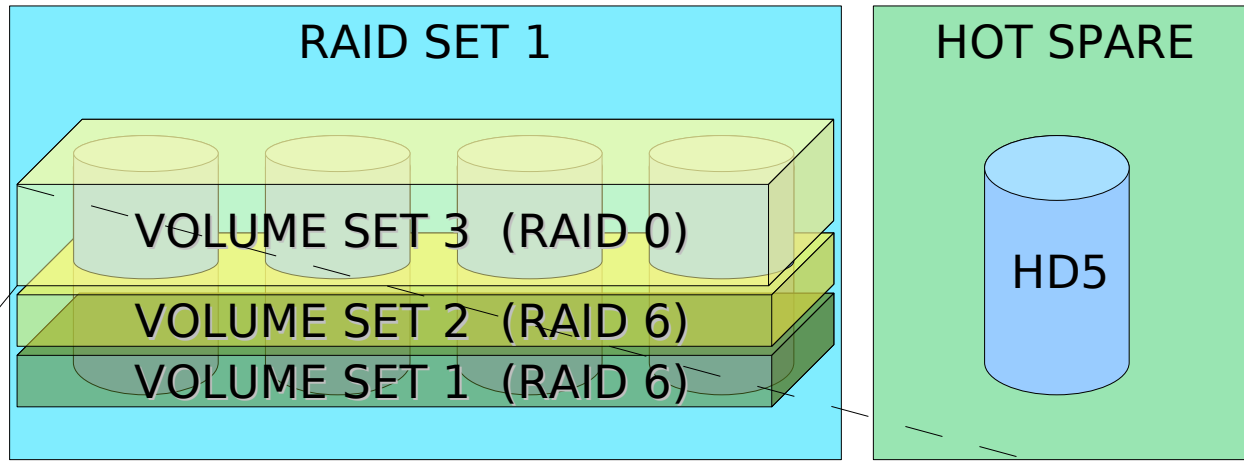 RAID SET 1
HOT SPARE
VOLUME SET 3 (RAID 0)
HD5
VOLUME SET 2 (RAID 6)
VOLUME SET 1 (RAID 6)